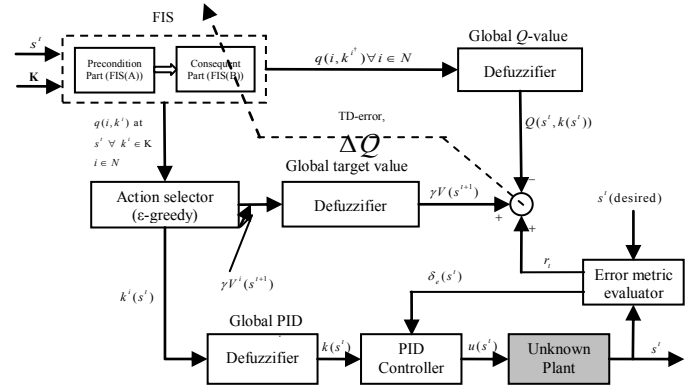 FIS
s^t
K
Precondition
Part (FIS(A))
Consequent
Part (FIS(B))
q(i, k^{i†}) ∀ i ∈ N
Global Q-value
Defuzzifier
q(i, k^i) at
s^t ∀ k^i ∈ K
i ∈ N
TD-error,
ΔQ
Q(s^t, k(s^t))
Global target value
Action selector
(ε-greedy)
Defuzzifier
γV(s^{t+1})
−
+
+
s^t (desired)
γV^i(s^{t+1})
r_t
Error metric
evaluator
k^i(s^t)
δ_e(s^t)
Global PID
Defuzzifier
k(s^t)
PID
Controller
u(s^t)
Unknown
Plant
s^t